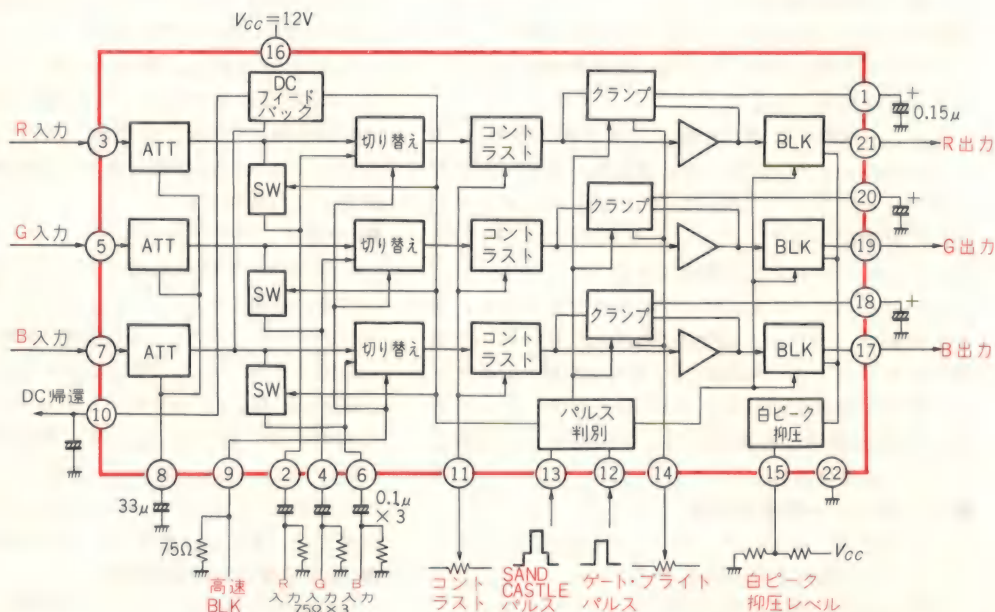 VCC=12V
16
DC
フィード
バック
クランプ
1
+
0.15μ
R入力
3
ATT
切り替え
コント
ラスト
BLK
21
R出力
SW
20
クランプ
G入力
5
ATT
切り替え
コント
ラスト
BLK
19
G出力
SW
18
+
クランプ
B入力
7
ATT
切り替え
コント
ラスト
BLK
17
B出力
SW
DC帰還
10
パルス
判別
白ピーク
抑圧
8
9
2
4
6
11
13
12
14
15
22
33μ
0.1μ
×3
75Ω
高速
BLK
R
入力
G
入力
B
入力
75Ω×3
コント
ラスト
SAND
CASTLE
パルス
ゲート・
パルス
ブライト
白ピーク
抑圧レベル
VCC